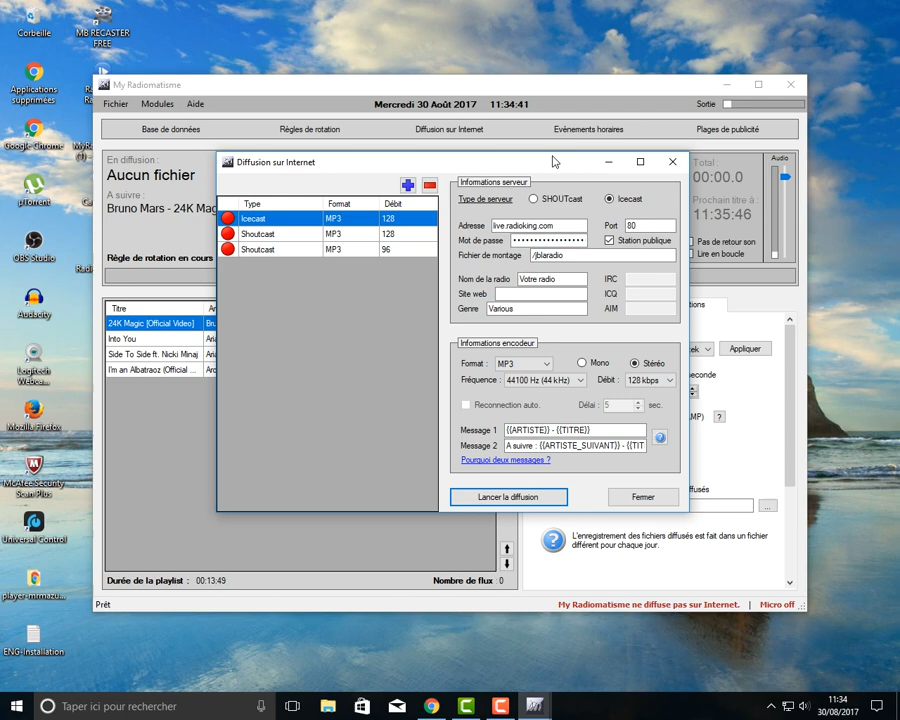 Corbeille
MB RECASTER
FREE
Applications
supprimées
Google Chrome
µTorrent
OBS Studio
Audacity
Logitech
Webca...
Mozilla Firefox
McAfee Security
Scan Plus
Universal Control
player-mrmazu...
ENG-Installation
My Radiomatisme
Fichier Modules Aide
Mercredi 30 Août 2017 11:34:41
Sortie
Base de données Règles de rotation Diffusion sur Internet Evènements horaires Plages de publicité
En diffusion :
Aucun fichier
A suivre :
Bruno Mars - 24K Mag
Règle de rotation en cours
Total :
00:00.0
Prochain titre à :
11:35:46
Audio
Pas de retour son
Lire en boucle
Titre
24K Magic [Official Video] Bru
Into You Aria
Side To Side ft. Nicki Minaj Aria
I'm an Albatraoz (Official ... Aro
Durée de la playlist : 00:13:49
Nombre de flux : 0
Appliquer
seconde
?
...
L'enregistrement des fichiers diffusés est fait dans un fichier
différent pour chaque jour.
Prêt
My Radiomatisme ne diffuse pas sur Internet. | Micro off
Diffusion sur Internet
Type Format Débit
Icecast MP3 128
Shoutcast MP3 128
Shoutcast MP3 96
Informations serveur
Type de serveur SHOUTcast Icecast
Adresse live.radioking.com Port 80
Mot de passe Station publique
Fichier de montage /jblaradio
Nom de la radio Votre radio IRC
Site web ICQ
Genre Various AIM
Informations encodeur
Format : MP3 Mono Stéréo
Fréquence : 44100 Hz (44 kHz) Débit : 128 kbps
Reconnection auto. Délai : 5 sec.
Message 1 {{ARTISTE}} - {{TITRE}}
Message 2 A suivre : {{ARTISTE_SUIVANT}} - {{TIT
Pourquoi deux messages ?
Lancer la diffusion Fermer
Taper ici pour rechercher
11:34
30/08/2017